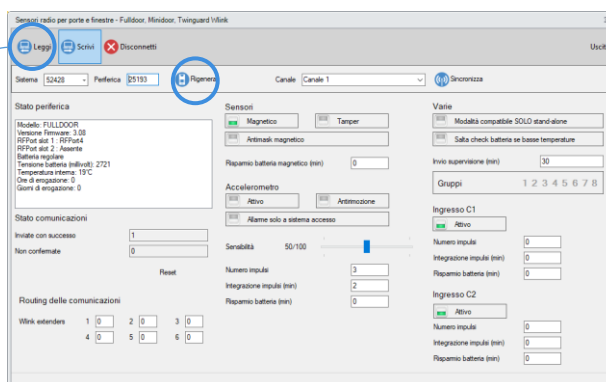 Sensori radio per porte e finestre - Fulldoor, Minidoor, Twinguard Wlink
Leggi Scrivi Disconnetti Uscit
Sistema 52428 Periferica 25193 Rigenera Canale Canale 1 Sincronizza
Stato periferica
Modello: FULLDOOR
Versione Firmware: 3.08
RFPort slot 1 : RFPort4
RFPort slot 2 : Assente
Batteria regolare
Tensione batteria (millivolt): 2721
Temperatura interna: 19°C
Ore di erogazione: 0
Giorni di erogazione: 0
Stato comunicazioni
Inviate con successo 1
Non confermate 0
Reset
Routing delle comunicazioni
Wlink extenders 1 0 2 0 3 0
4 0 5 0 6 0
Sensori
Magnetico Tamper
Antimask magnetico
Risparmio batteria magnetico (min) 0
Accelerometro
Attivo Antirimozione
Allarme solo a sistema accesso
Sensibilità 50/100
Numero impulsi 3
Integrazione impulsi (min) 2
Risparmio batteria (min) 0
Varie
Modalità compatibile SOLO stand-alone
Salta check batteria se basse temperature
Invio supervisione (min) 30
Gruppi 1 2 3 4 5 6 7 8
Ingresso C1
Attivo
Numero impulsi 0
Integrazione impulsi (min) 0
Risparmio batteria (min) 0
Ingresso C2
Attivo
Numero impulsi 0
Integrazione impulsi (min) 0
Risparmio batteria (min) 0